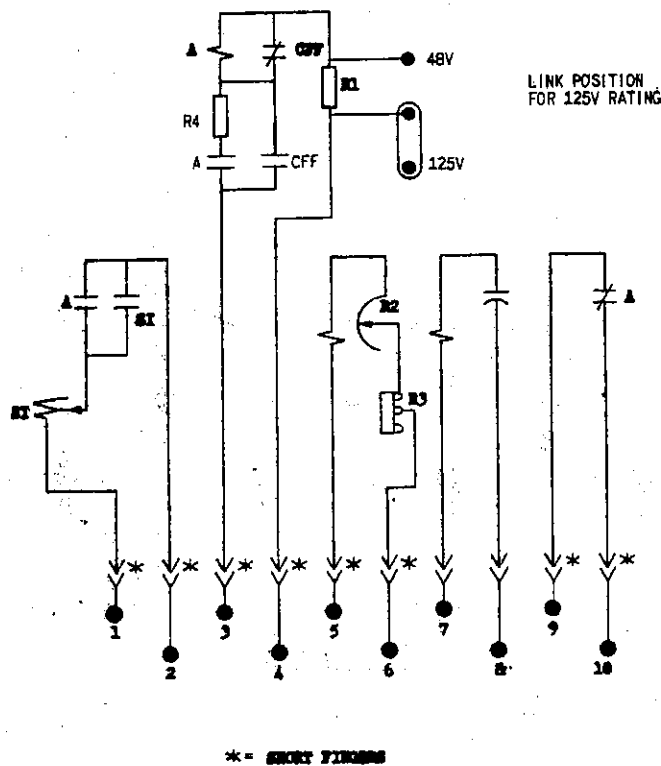 A
CFF
48V
R1
LINK POSITION
FOR 125V RATING
R4
A
CFF
125V
A
SI
R2
ST
R3
* * * * * * * *
1 3 5 7 9
2 4 6 8 10
*= SHORT FINGERS